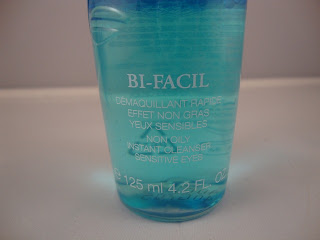 BI-FACIL
DEMAQUILLANT RAPIDE
EFFET NON GRAS
YEUX SENSIBLES
NON OILY
INSTANT CLEANSER
SENSITIVE EYES
e 125 ml 4.2 FL. OZ